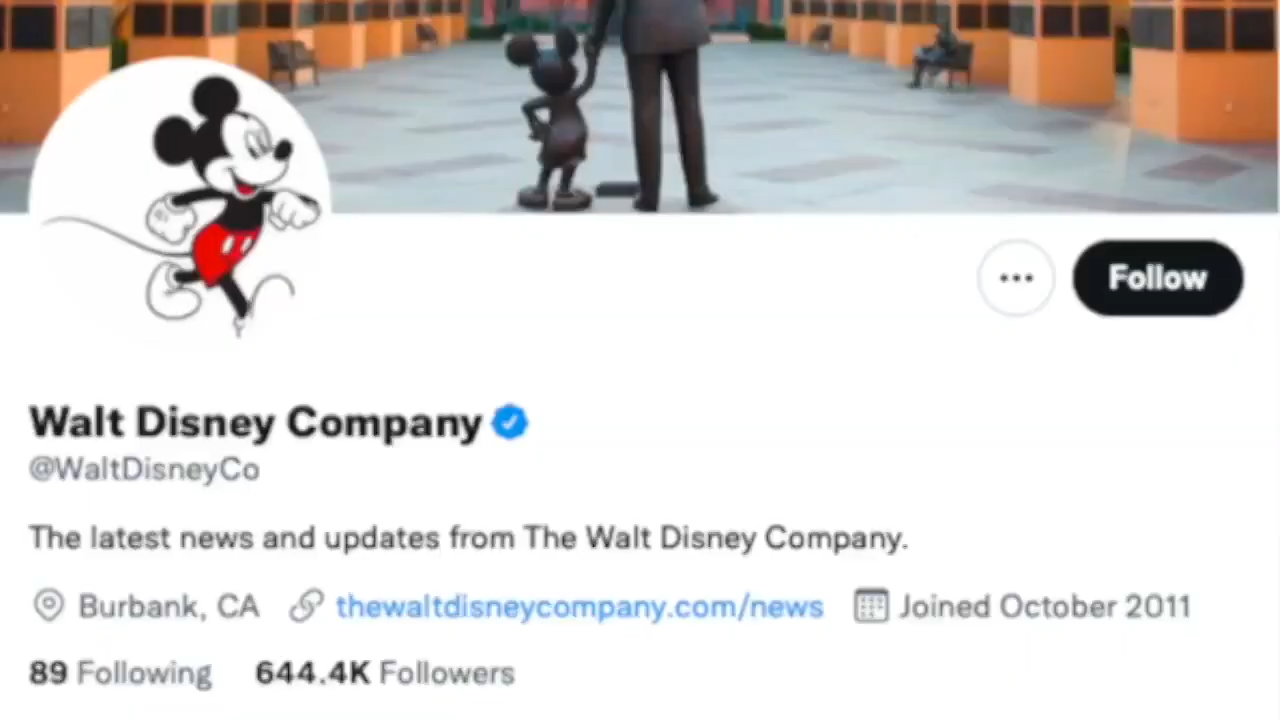 Follow
Walt Disney Company
@WaltDisneyCo
The latest news and updates from The Walt Disney Company.
Burbank, CA thewaltdisneycompany.com/news Joined October 2011
89 Following 644.4K Followers